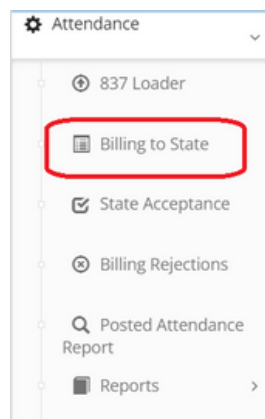 Attendance
837 Loader
Billing to State
State Acceptance
Billing Rejections
Posted Attendance
Report
Reports